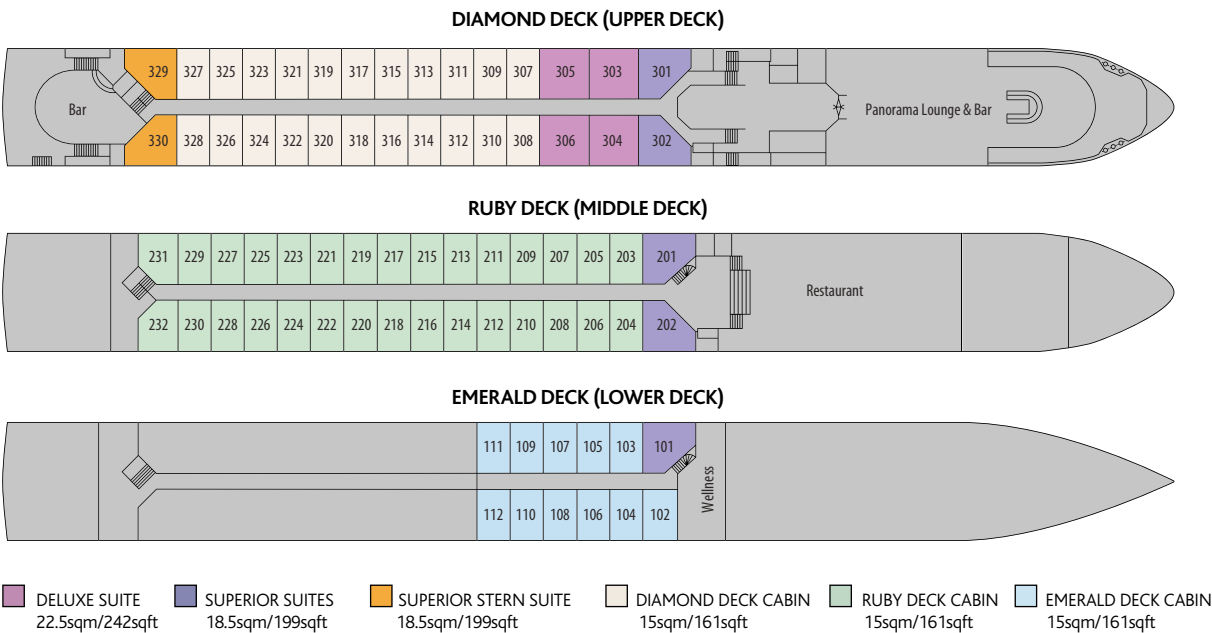 DIAMOND DECK (UPPER DECK)
329 327 325 323 321 319 317 315 313 311 309 307 305 303 301
Bar
Panorama Lounge & Bar
330 328 326 324 322 320 318 316 314 312 310 308 306 304 302
RUBY DECK (MIDDLE DECK)
231 229 227 225 223 221 219 217 215 213 211 209 207 205 203 201
Restaurant
232 230 228 226 224 222 220 218 216 214 212 210 208 206 204 202
EMERALD DECK (LOWER DECK)
111 109 107 105 103 101
Wellness
112 110 108 106 104 102
DELUXE SUITE
22.5sqm/242sqft
SUPERIOR SUITES
18.5sqm/199sqft
SUPERIOR STERN SUITE
18.5sqm/199sqft
DIAMOND DECK CABIN
15sqm/161sqft
RUBY DECK CABIN
15sqm/161sqft
EMERALD DECK CABIN
15sqm/161sqft